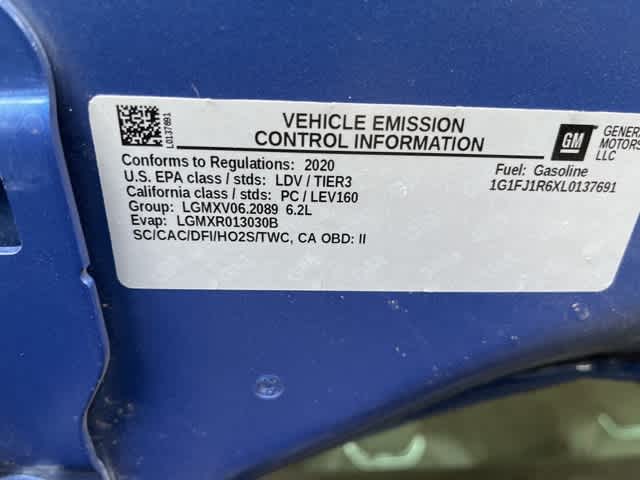 L0137691
VEHICLE EMISSION
CONTROL INFORMATION
GM
GENERAL
MOTORS
LLC
Conforms to Regulations: 2020
U.S. EPA class / stds: LDV / TIER3
California class / stds: PC / LEV160
Group: LGMXV06.2089 6.2L
Evap: LGMXR013030B
SC/CAC/DFI/HO2S/TWC, CA OBD: II
Fuel: Gasoline
1G1FJ1R6XL0137691